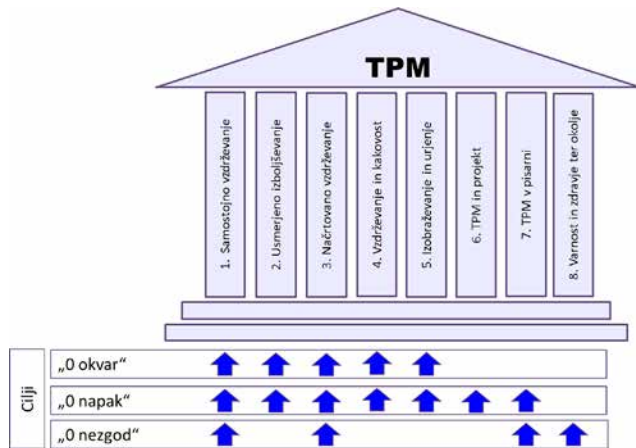 TPM
1. Samostojno vzdrževanje
2. Usmerjeno izboljševanje
3. Načrtovano vzdrževanje
4. Vzdrževanje in kakovost
5. Izobraževanje in urjenje
6. TPM in projekt
7. TPM v pisarni
8. Varnost in zdravje ter okolje
Cilji
„0 okvar“
„0 napak“
„0 nezgod“